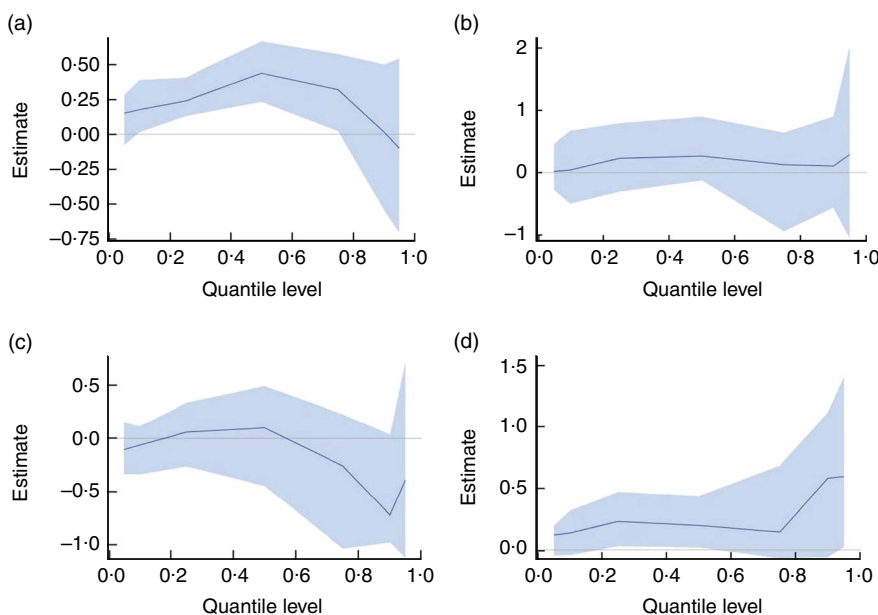 (a)
0·50
0·25
0·00
−0·25
−0·50
−0·75
Estimate
0·0 0·2 0·4 0·6 0·8 1·0
Quantile level
(b)
2
1
0
−1
Estimate
0·0 0·2 0·4 0·6 0·8 1·0
Quantile level
(c)
0·5
0·0
−0·5
−1·0
Estimate
0·0 0·2 0·4 0·6 0·8 1·0
Quantile level
(d)
1·5
1·0
0·5
0·0
Estimate
0·0 0·2 0·4 0·6 0·8 1·0
Quantile level